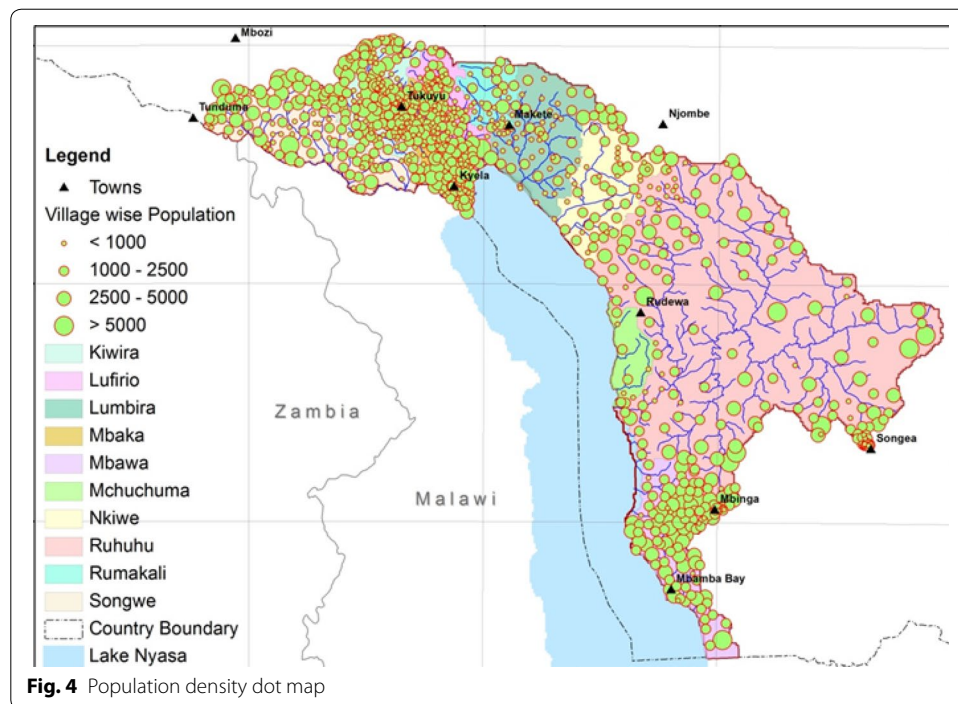 Mbozi
Tunduma
Tukuyu
Makete
Njombe
Kyela
Rudewa
Songea
Mbinga
Mbamba Bay
Zambia
Malawi
Legend
Towns
Village wise Population
< 1000
1000 - 2500
2500 - 5000
> 5000
Kiwira
Lufirio
Lumbira
Mbaka
Mbawa
Mchuchuma
Nkiwe
Ruhuhu
Rumakali
Songwe
Country Boundary
Lake Nyasa
Fig. 4 Population density dot map